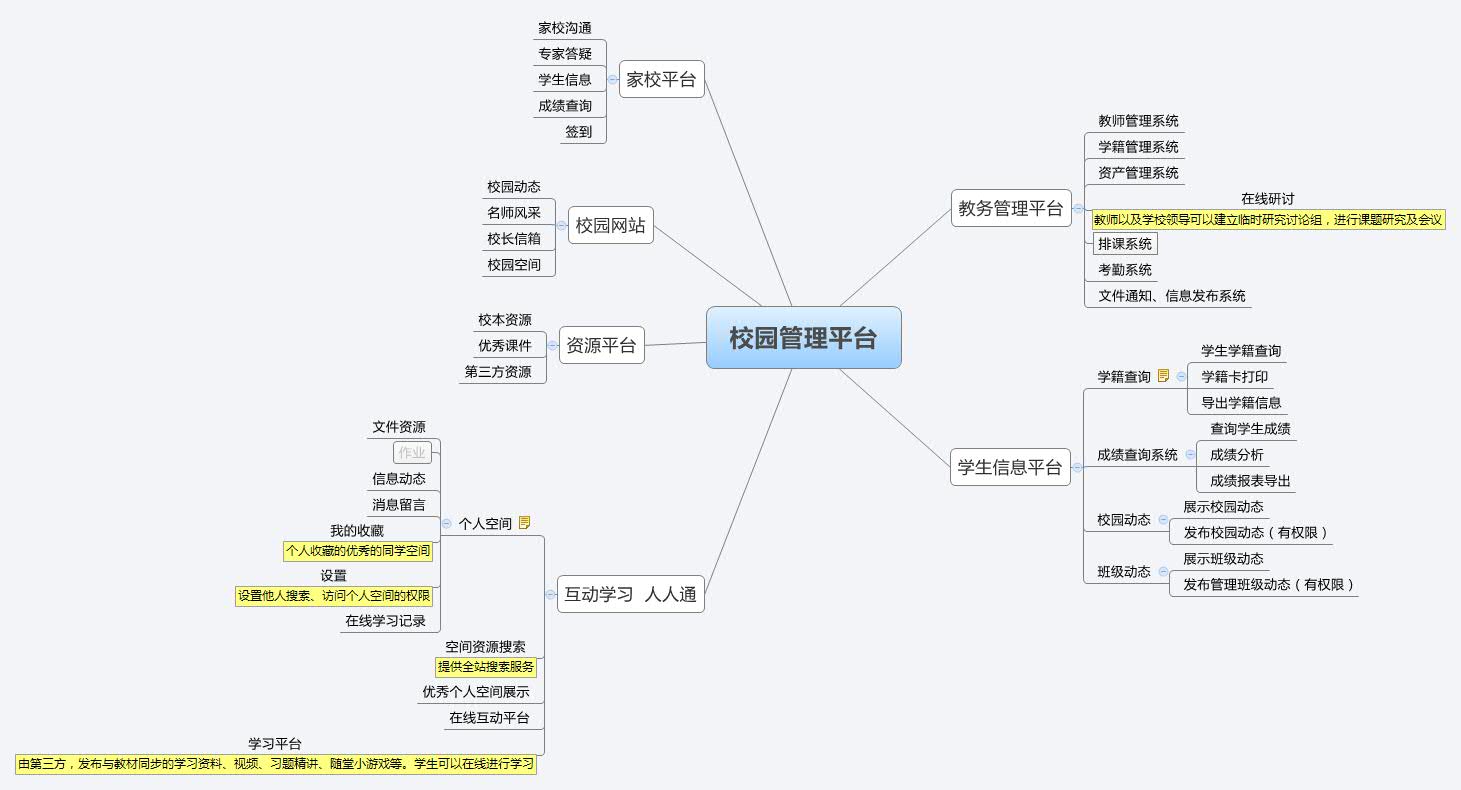 校园管理平台
家校平台
家校沟通
专家答疑
学生信息
成绩查询
签到
校园网站
校园动态
名师风采
校长信箱
校园空间
资源平台
校本资源
优秀课件
第三方资源
互动学习 人人通
个人空间
文件资源
作业
信息动态
消息留言
我的收藏
个人收藏的优秀的同学空间
设置
设置他人搜索、访问个人空间的权限
在线学习记录
空间资源搜索
提供全站搜索服务
优秀个人空间展示
在线互动平台
学习平台
由第三方，发布与教材同步的学习资料、视频、习题精讲、随堂小游戏等。学生可以在线进行学习
教务管理平台
教师管理系统
学籍管理系统
资产管理系统
在线研讨
教师以及学校领导可以建立临时研究讨论组，进行课题研究及会议
排课系统
考勤系统
文件通知、信息发布系统
学生信息平台
学籍查询
学生学籍查询
学籍卡打印
导出学籍信息
成绩查询系统
查询学生成绩
成绩分析
成绩报表导出
校园动态
展示校园动态
发布校园动态（有权限）
班级动态
展示班级动态
发布管理班级动态（有权限）